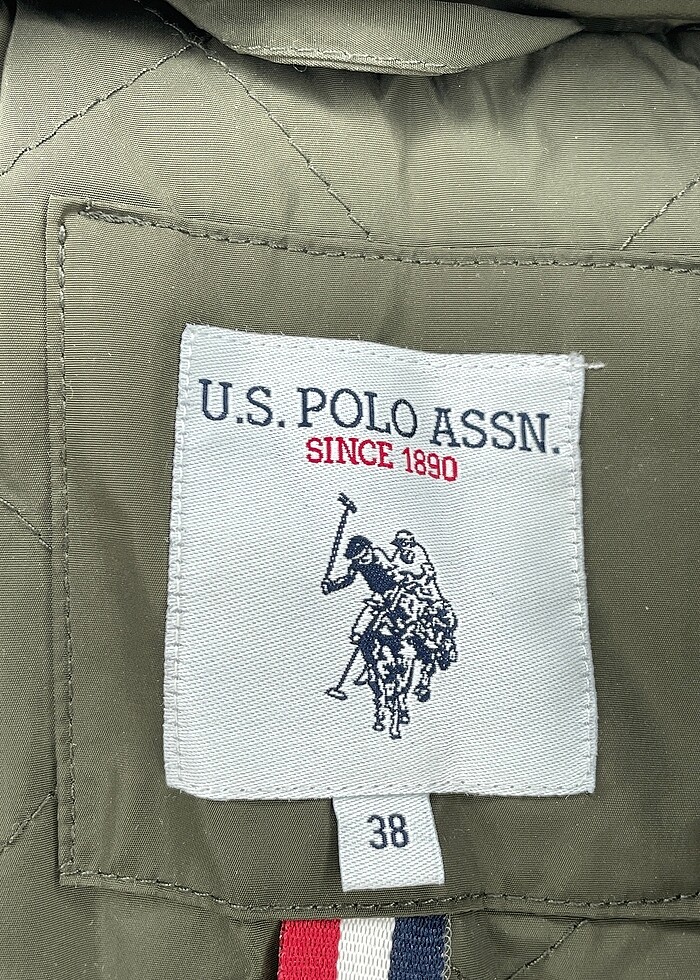 U.S. POLO ASSN.
SINCE 1890
38